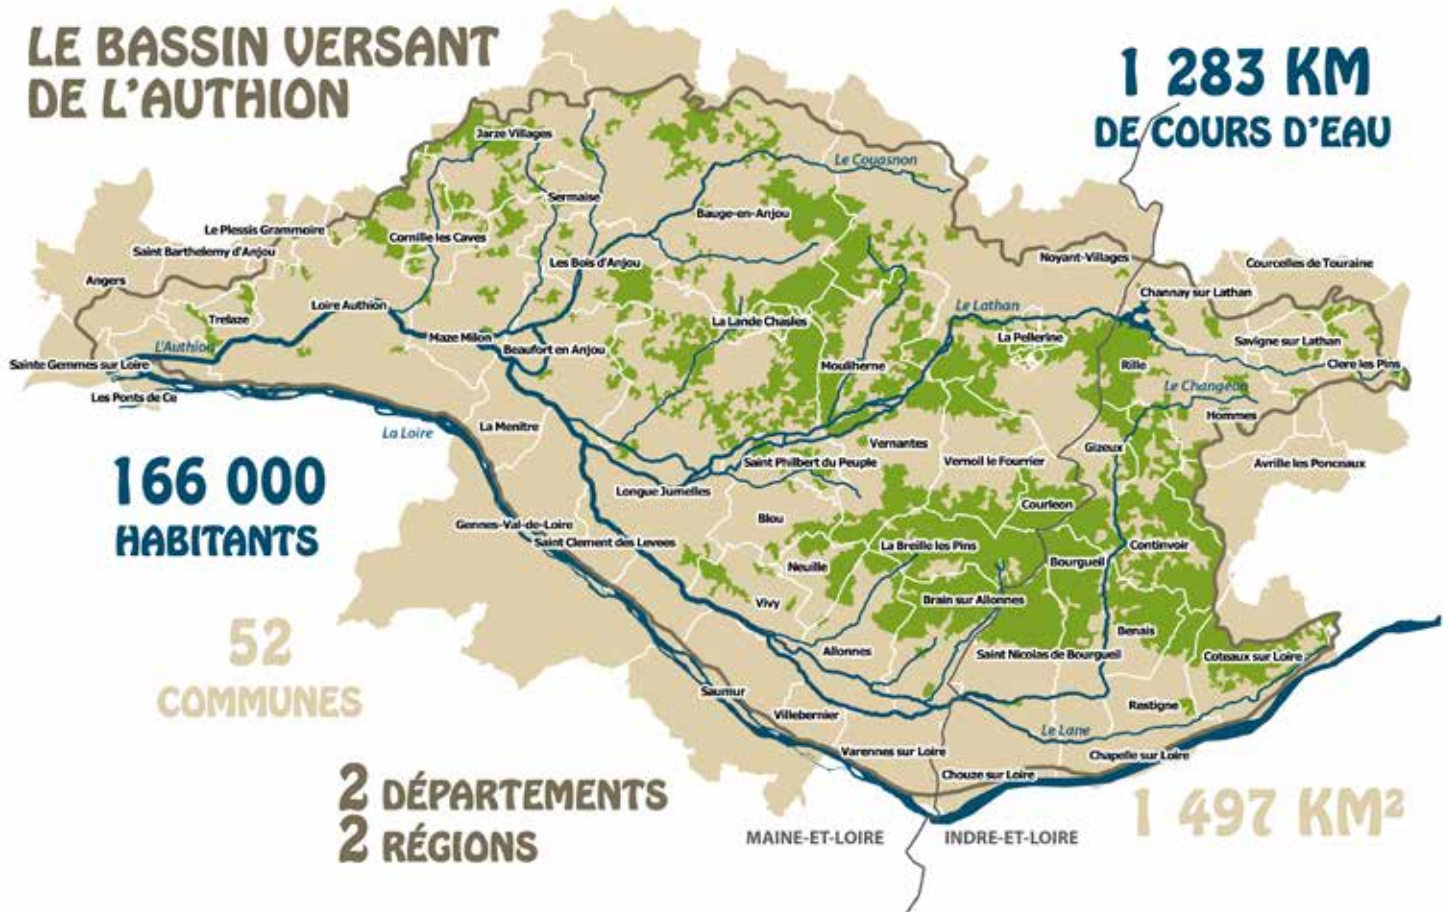 LE BASSIN VERSANT
DE L'AUTHION
1 283 KM
DE COURS D'EAU
Jarze Villages
Le Couasnon
Sermaise
Bauge-en-Anjou
Le Plessis Grammoire
Cornille les Caves
Saint Barthelemy d'Anjou
Les Bois d'Anjou
Noyant-Villages
Courcelles de Touraine
Angers
Channay sur Lathan
Loire Authion
Le Lathan
Trelaze
La Lande Chasles
Maze Milon
La Pellerine
Savigne sur Lathan
L'Authion
Beaufort en Anjou
Sainte Gemmes sur Loire
Mouliherne
Rille
Clere les Pins
Le Changeon
Les Ponts de Ce
Hommes
La Loire
La Menitre
Vernantes
Gizeux
Saint Philbert du Peuple
Vernoil le Fourrier
Avrille les Ponceaux
166 000
HABITANTS
Longue Jumelles
Courleon
Blou
Gennes-Val-de-Loire
Saint Clement des Levees
La Breille les Pins
Continvoir
Bourgueil
Neuille
Vivy
Brain sur Allonnes
Benais
52
COMMUNES
Allonnes
Saint Nicolas de Bourgueil
Coteaux sur Loire
Saumur
Restigne
Villebernier
Le Lane
Varennes sur Loire
Chapelle sur Loire
Chouze sur Loire
2 DÉPARTEMENTS
2 RÉGIONS
1 497 KM²
MAINE-ET-LOIRE
INDRE-ET-LOIRE